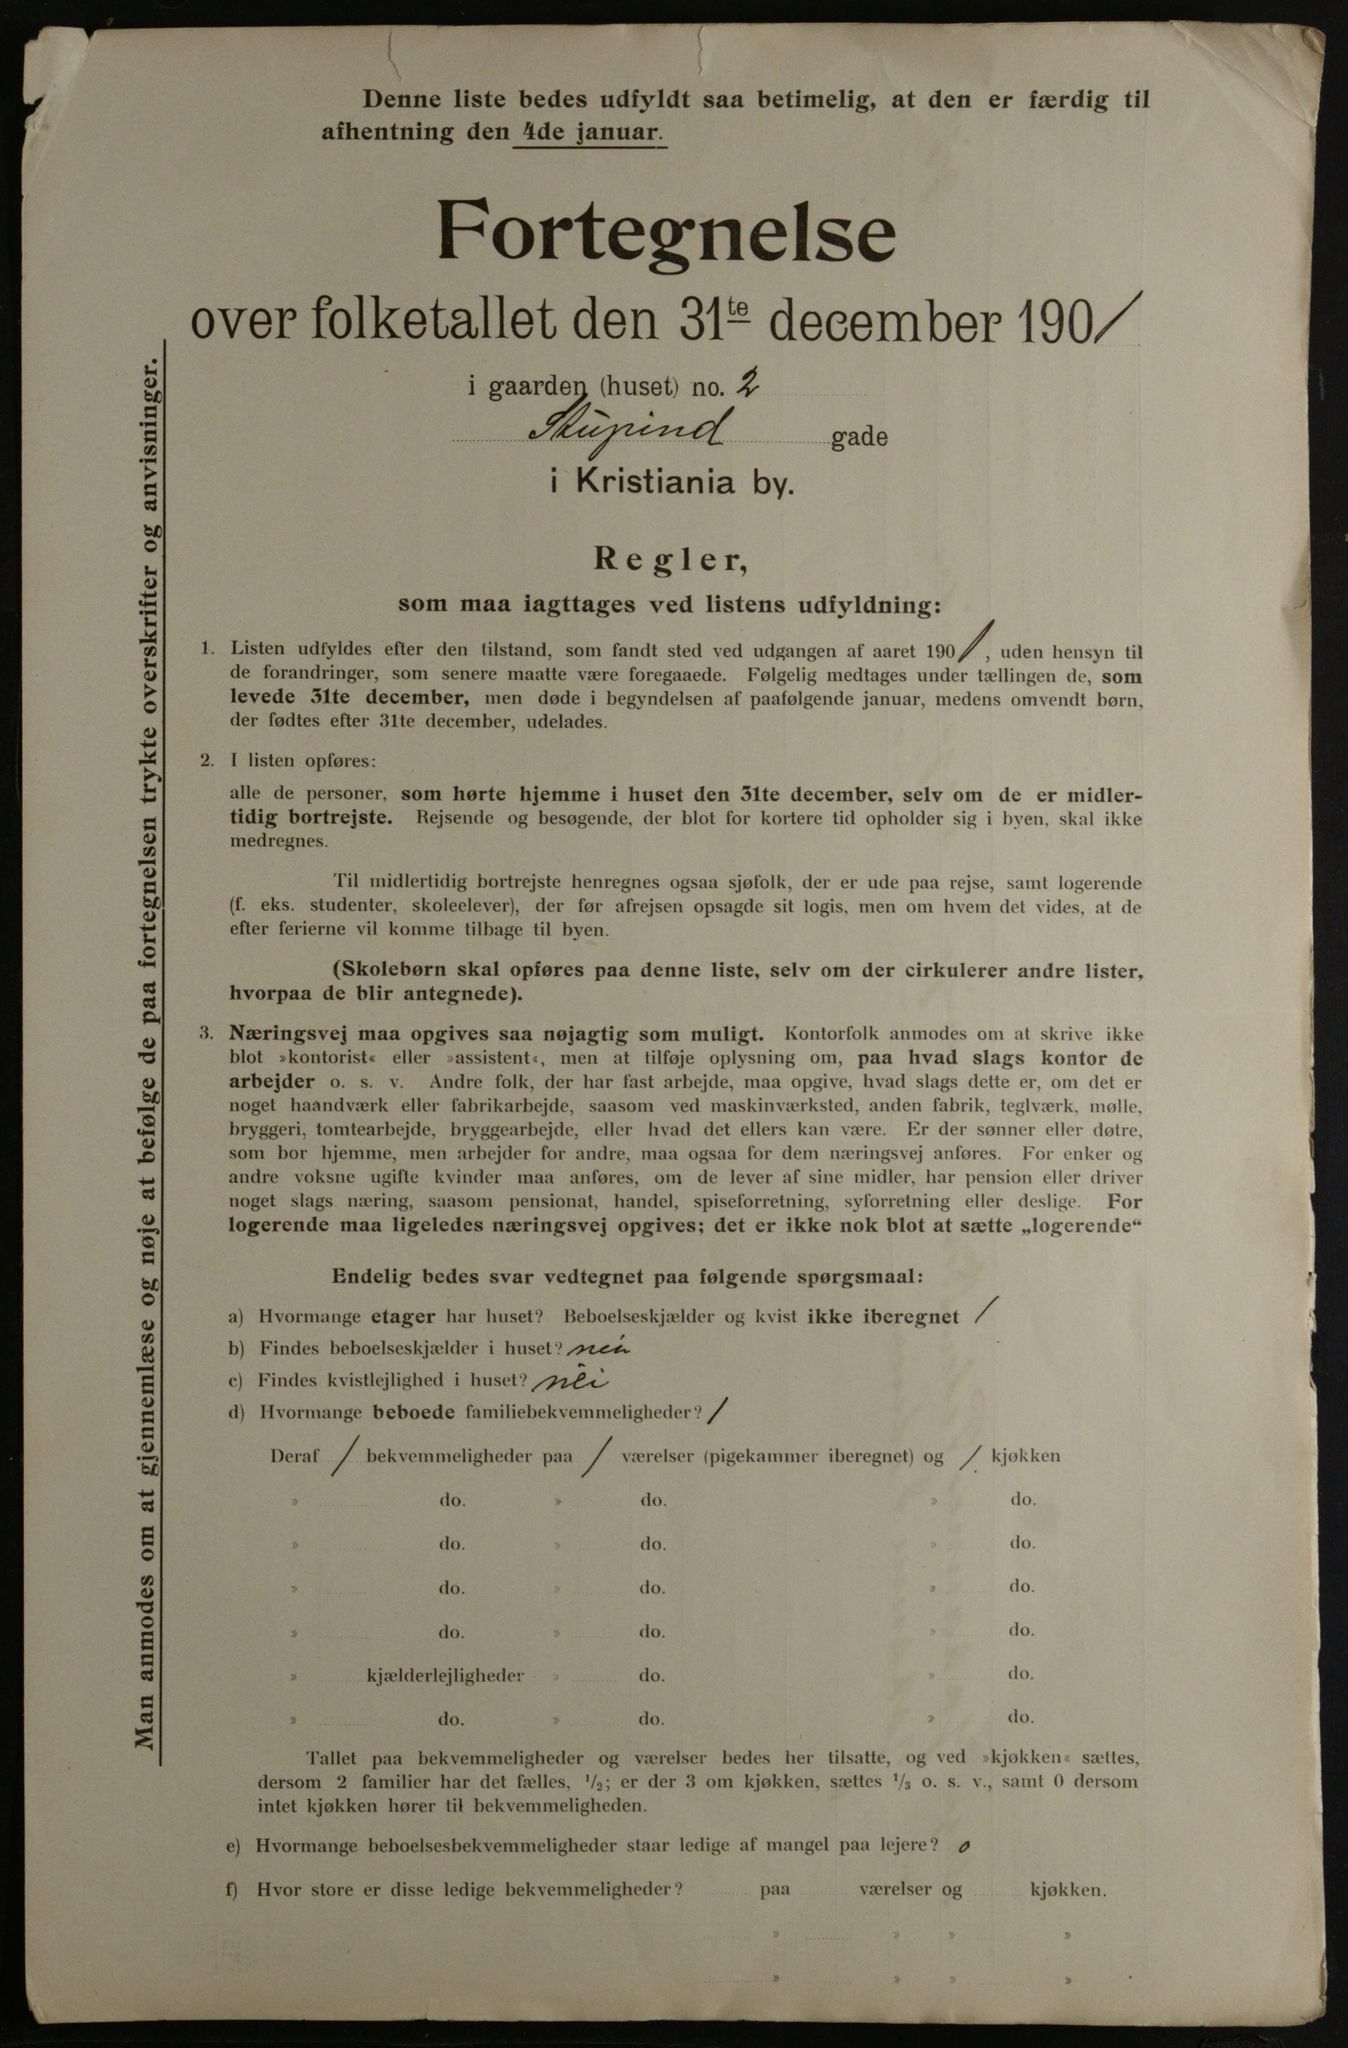 Denne liste bedes udfyldt saa betimelig, at den er færdig til
afhentning den 4de januar.
Fortegnelse
over folketallet den 31te december 1901
i gaarden (huset) no. 2
Stupind gade
i Kristiania by.
Regler,
som maa iagttages ved listens udfyldning:
1. Listen udfyldes efter den tilstand, som fandt sted ved udgangen af aaret 1901, uden hensyn til
de forandringer, som senere maatte være foregaaede. Følgelig medtages under tællingen de, som
levede 31te december, men døde i begyndelsen af paafølgende januar, medens omvendt børn,
der fødtes efter 31te december, udelades.
2. I listen opføres:
alle de personer, som hørte hjemme i huset den 31te december, selv om de er midler-
tidig bortrejste. Rejsende og besøgende, der blot for kortere tid opholder sig i byen, skal ikke
medregnes.
Til midlertidig bortrejste henregnes ogsaa sjøfolk, der er ude paa rejse, samt logerende
(f. eks. studenter, skoleelever), der før afrejsen opsagde sit logis, men om hvem det vides, at de
efter ferierne vil komme tilbage til byen.
(Skolebørn skal opføres paa denne liste, selv om der cirkulerer andre lister,
hvorpaa de blir antegnede).
3. Næringsvej maa opgives saa nøjagtig som muligt. Kontorfolk anmodes om at skrive ikke
blot »kontorist« eller »assistent«, men at tilføje oplysning om, paa hvad slags kontor de
arbejder o. s. v. Andre folk, der har fast arbejde, maa opgive, hvad slags dette er, om det er
noget haandværk eller fabrikarbejde, saasom ved maskinværksted, anden fabrik, teglværk, mølle,
bryggeri, tomtearbejde, bryggearbejde, eller hvad det ellers kan være. Er der sønner eller døtre,
som bor hjemme, men arbejder for andre, maa ogsaa for dem næringsvej anføres. For enker og
andre voksne ugifte kvinder maa anføres, om de lever af sine midler, har pension eller driver
noget slags næring, saasom pensionat, handel, spiseforretning, syforretning eller deslige. For
logerende maa ligeledes næringsvej opgives; det er ikke nok blot at sætte „logerende“
Endelig bedes svar vedtegnet paa følgende spørgsmaal:
a) Hvormange etager har huset? Beboelseskjælder og kvist ikke iberegnet 1
b) Findes beboelseskjælder i huset? nei
c) Findes kvistlejlighed i huset? nei
d) Hvormange beboede familiebekvemmeligheder? 1
Deraf 1 bekvemmeligheder paa 1 værelser (pigekammer iberegnet) og 1 kjøkken
» do. » do. » do.
» do. » do. » do.
» do. » do. » do.
» do. » do. » do.
» kjælderlejligheder » do. » do.
» do. » do. » do.
Tallet paa bekvemmeligheder og værelser bedes her tilsatte, og ved »kjøkken« sættes,
dersom 2 familier har det fælles, 1/2; er der 3 om kjøkken, sættes 1/3 o. s. v., samt 0 dersom
intet kjøkken hører til bekvemmeligheden.
e) Hvormange beboelsesbekvemmeligheder staar ledige af mangel paa lejere? 0
f) Hvor store er disse ledige bekvemmeligheder? paa værelser og kjøkken.
» » » »
» » » »
Man anmodes om at gjennemlæse og nøje at befølge de paa fortegnelsen trykte overskrifter og anvisninger.